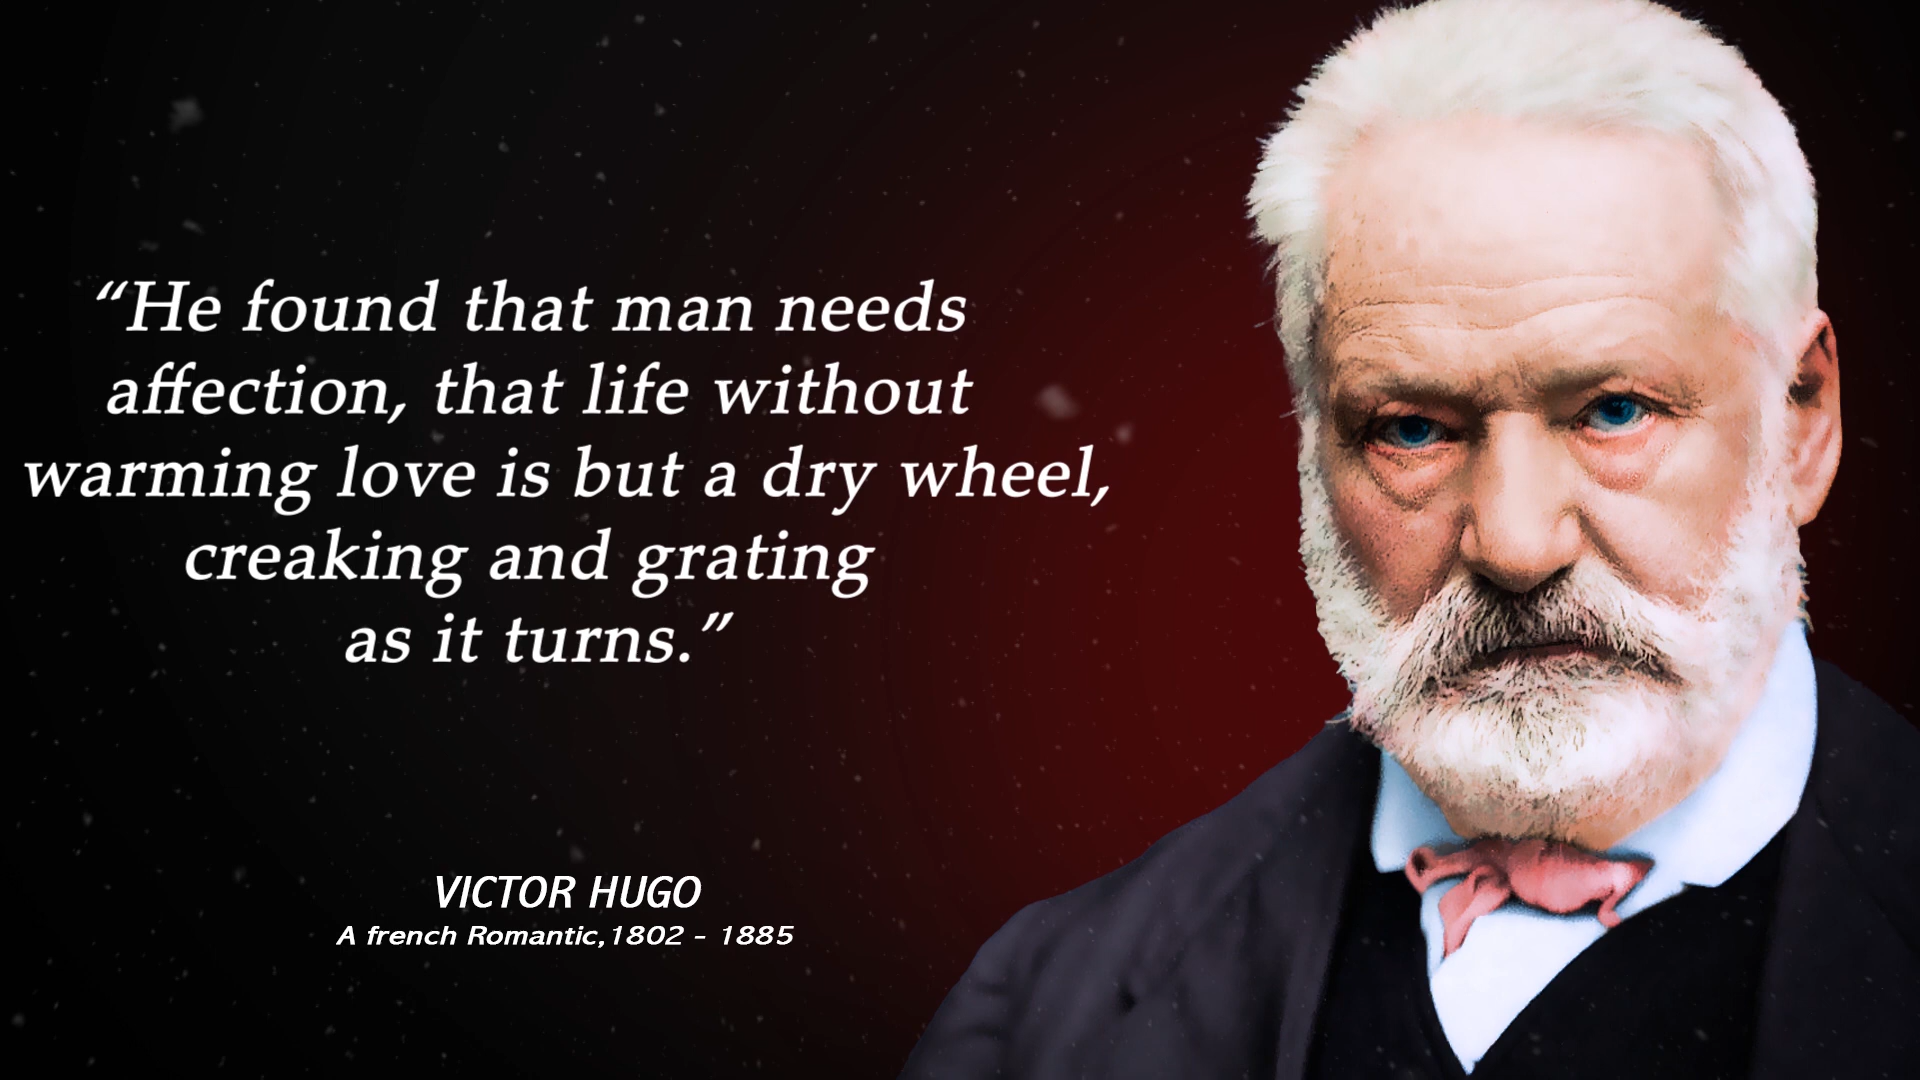 “He found that man needs
affection, that life without
warming love is but a dry wheel,
creaking and grating
as it turns.”
VICTOR HUGO
A french Romantic,1802 - 1885